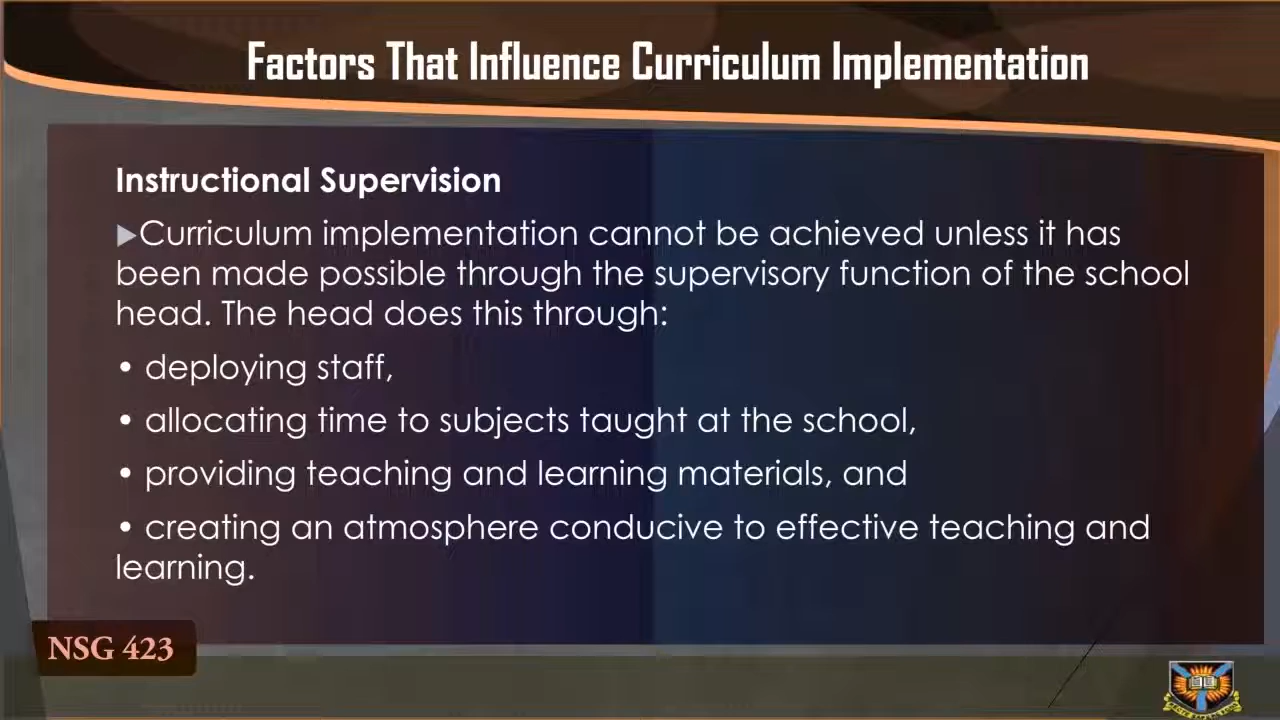 Factors That Influence Curriculum Implementation
Instructional Supervision
▶Curriculum implementation cannot be achieved unless it has
been made possible through the supervisory function of the school
head. The head does this through:
• deploying staff,
• allocating time to subjects taught at the school,
• providing teaching and learning materials, and
• creating an atmosphere conducive to effective teaching and
learning.
NSG 423